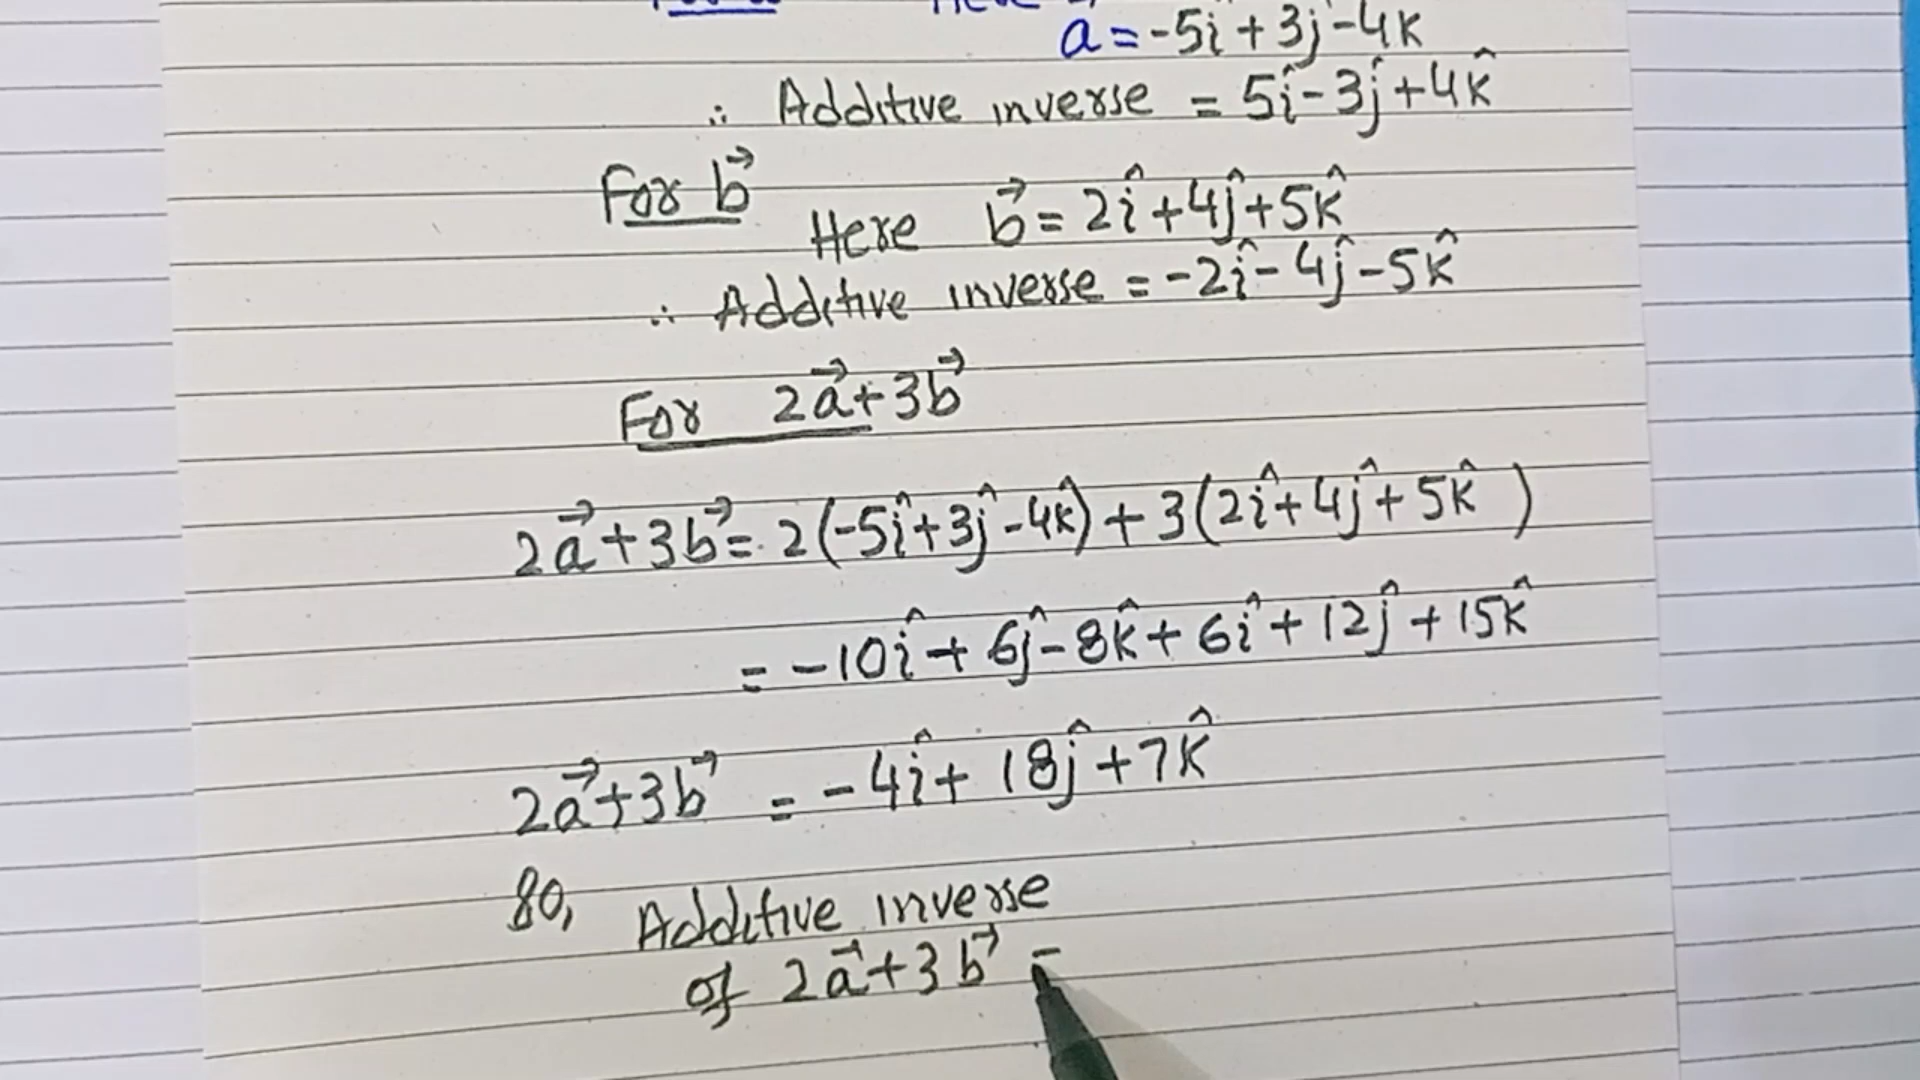 a = -5i + 3j - 4k
∴ Additive inverse = 5î - 3ĵ + 4k̂
For b⃗
Here b⃗ = 2î + 4ĵ + 5k̂
∴ Additive inverse = -2î - 4ĵ - 5k̂
For 2a⃗ + 3b⃗
2a⃗ + 3b⃗ = 2(-5î + 3ĵ - 4k̂) + 3(2î + 4ĵ + 5k̂)
= -10î + 6ĵ - 8k̂ + 6î + 12ĵ + 15k̂
2a⃗ + 3b⃗ = -4î + 18ĵ + 7k̂
So, Additive inverse
of 2a⃗ + 3b⃗ -